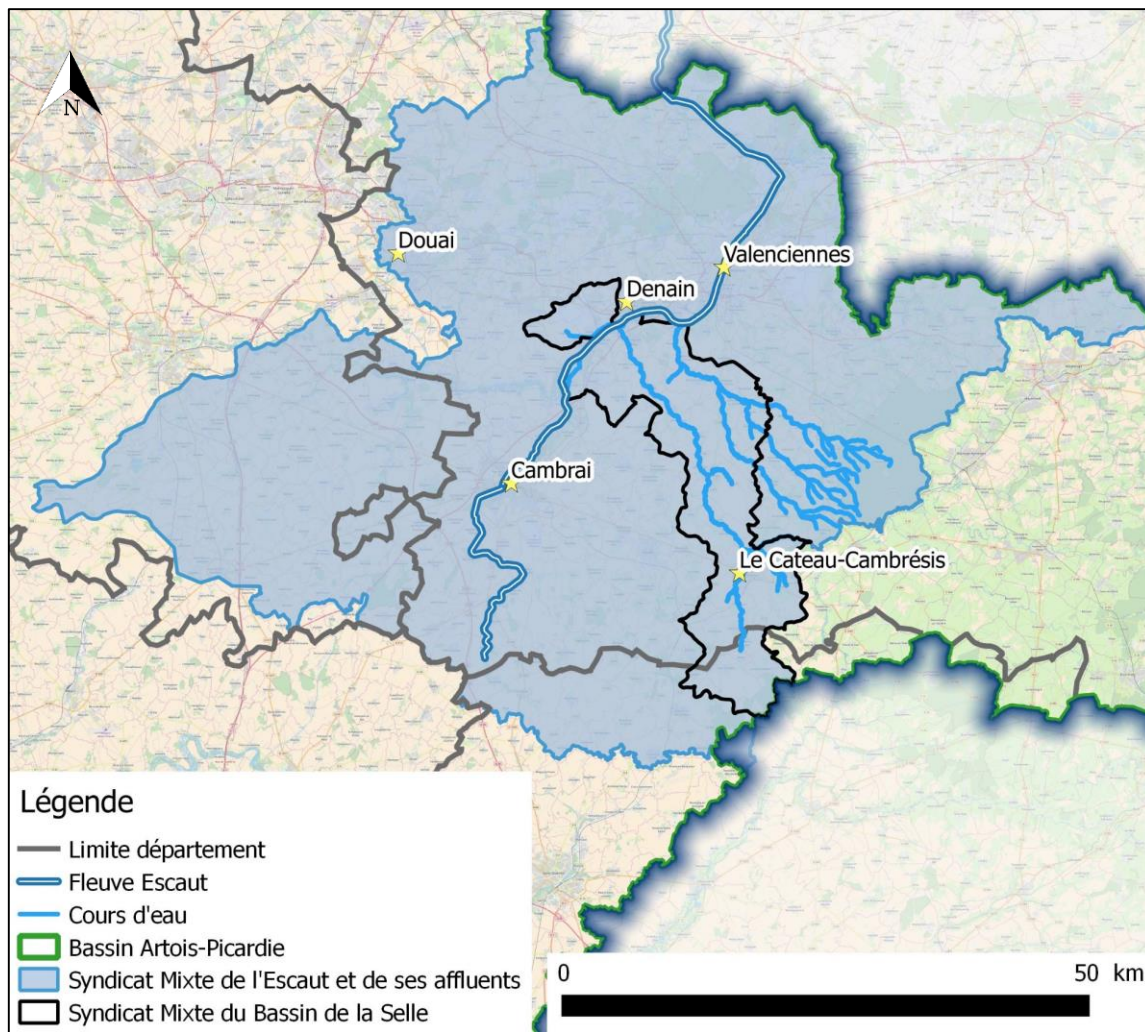 N
Douai
Valenciennes
Denain
Cambrai
Le Cateau-Cambrésis
Légende
Limite département
Fleuve Escaut
Cours d'eau
Bassin Artois-Picardie
Syndicat Mixte de l'Escaut et de ses affluents
Syndicat Mixte du Bassin de la Selle
0 50 km